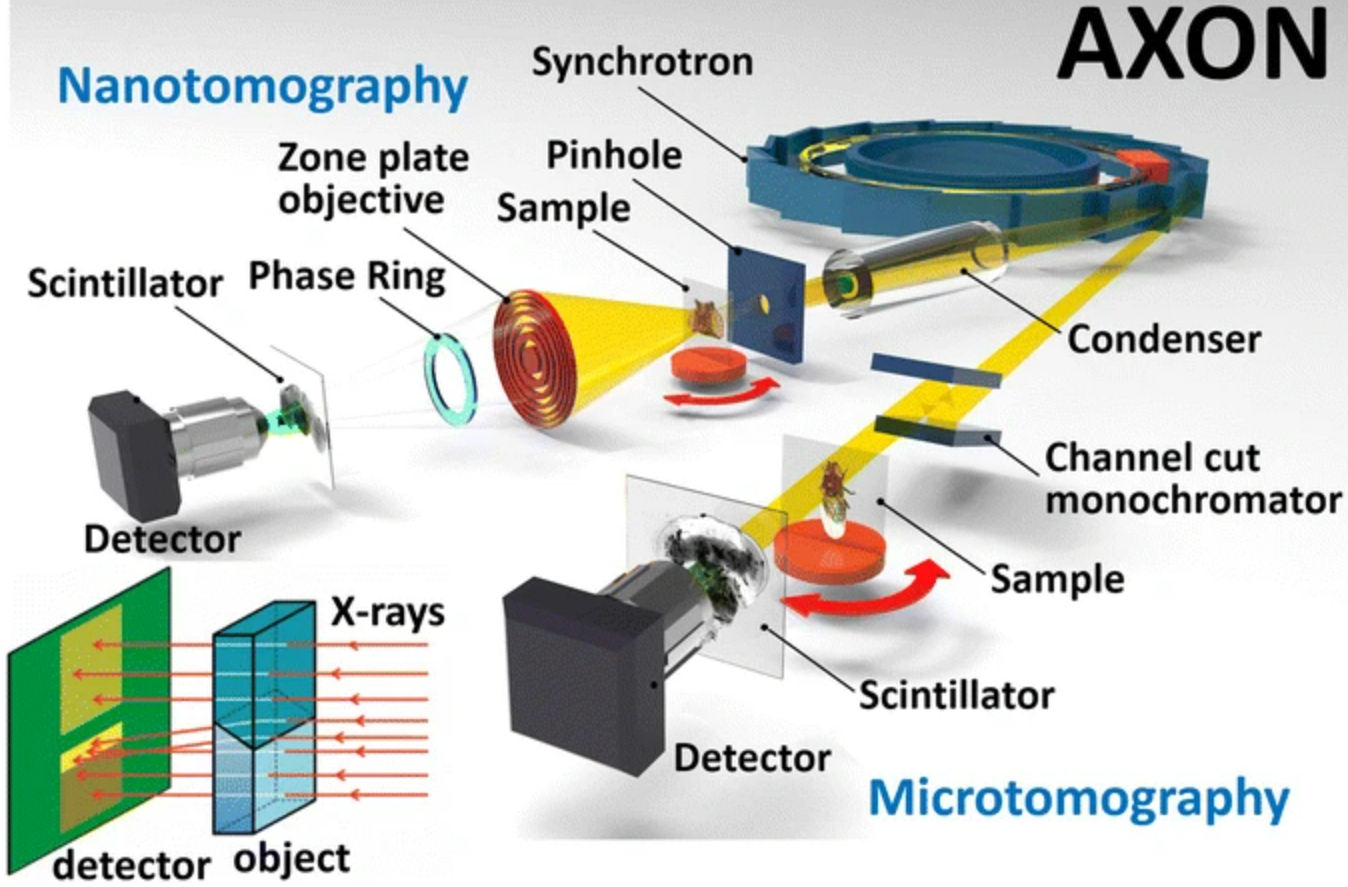 AXON
Nanotomography
Synchrotron
Zone plate
objective
Pinhole
Sample
Scintillator
Phase Ring
Condenser
Detector
Channel cut
monochromator
Sample
Scintillator
Detector
Microtomography
X-rays
detector
object